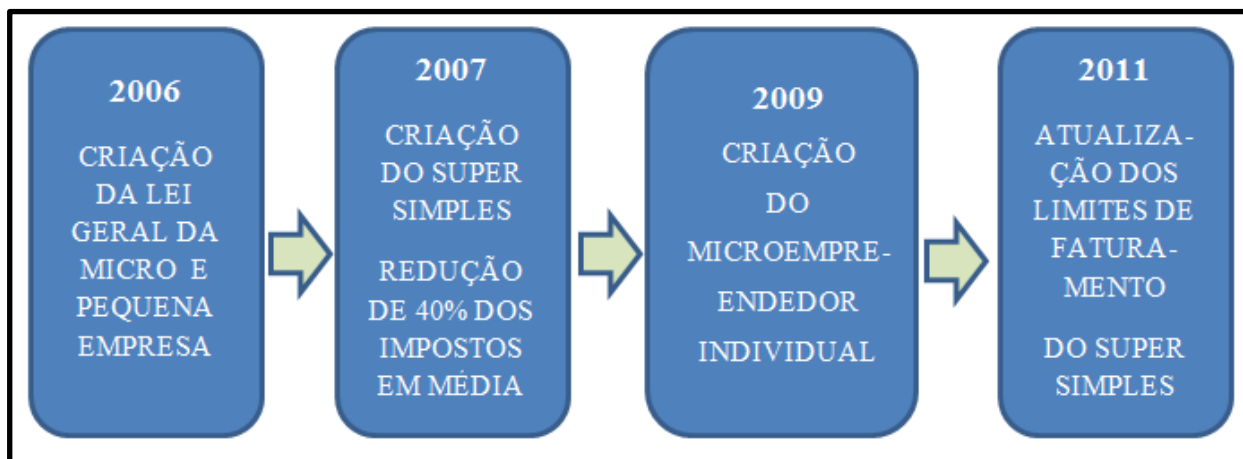 2006
CRIAÇÃO
DA LEI
GERAL DA
MICRO E
PEQUENA
EMPRESA
2007
CRIAÇÃO
DO SUPER
SIMPLES
REDUÇÃO
DE 40% DOS
IMPOSTOS
EM MÉDIA
2009
CRIAÇÃO
DO
MICROEMPRE-
ENDEDOR
INDIVIDUAL
2011
ATUALIZA-
ÇÃO DOS
LIMITES DE
FATURA-
MENTO
DO SUPER
SIMPLES